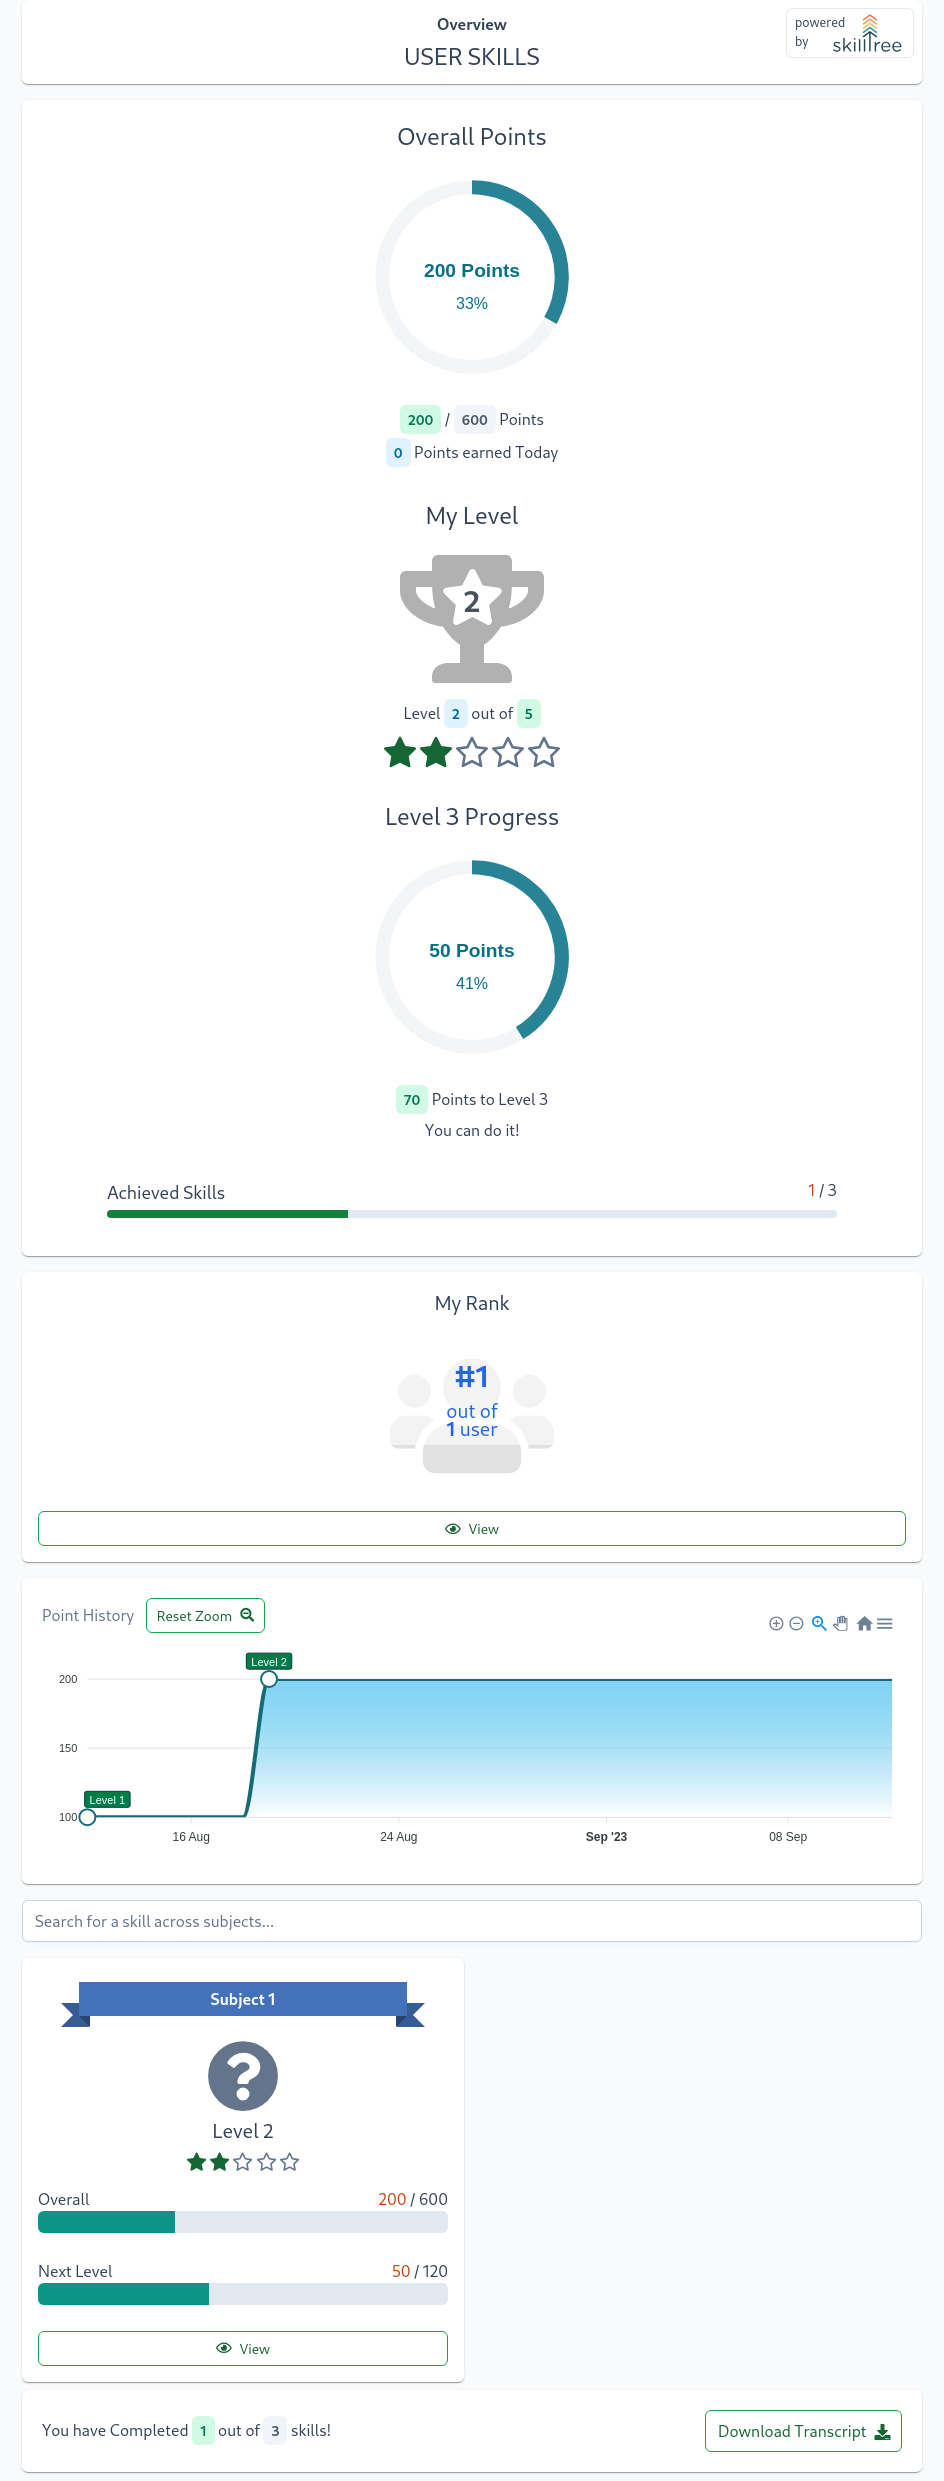 Overview
USER SKILLS
powered
by
skilltree
Overall Points
200 Points
33%
200 / 600 Points
0 Points earned Today
My Level
2
Level 2 out of 5
Level 3 Progress
50 Points
41%
70 Points to Level 3
You can do it!
Achieved Skills 1 / 3
My Rank
#1
out of
1 user
View
Point History Reset Zoom
Level 2
200
150
Level 1
100
16 Aug 24 Aug Sep '23 08 Sep
Search for a skill across subjects...
Subject 1
Level 2
Overall 200 / 600
Next Level 50 / 120
View
You have Completed 1 out of 3 skills! Download Transcript